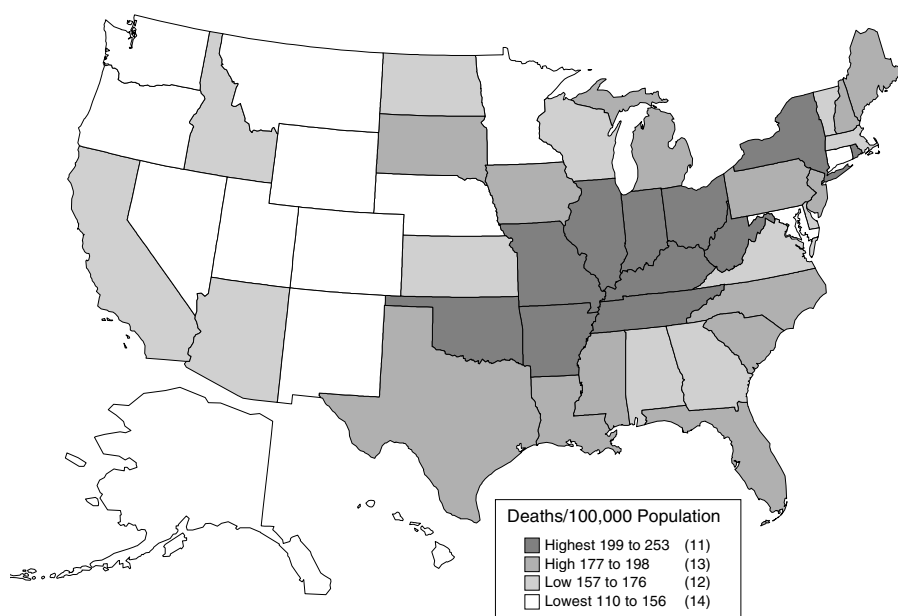 Deaths/100,000 Population
Highest 199 to 253 (11)
High 177 to 198 (13)
Low 157 to 176 (12)
Lowest 110 to 156 (14)